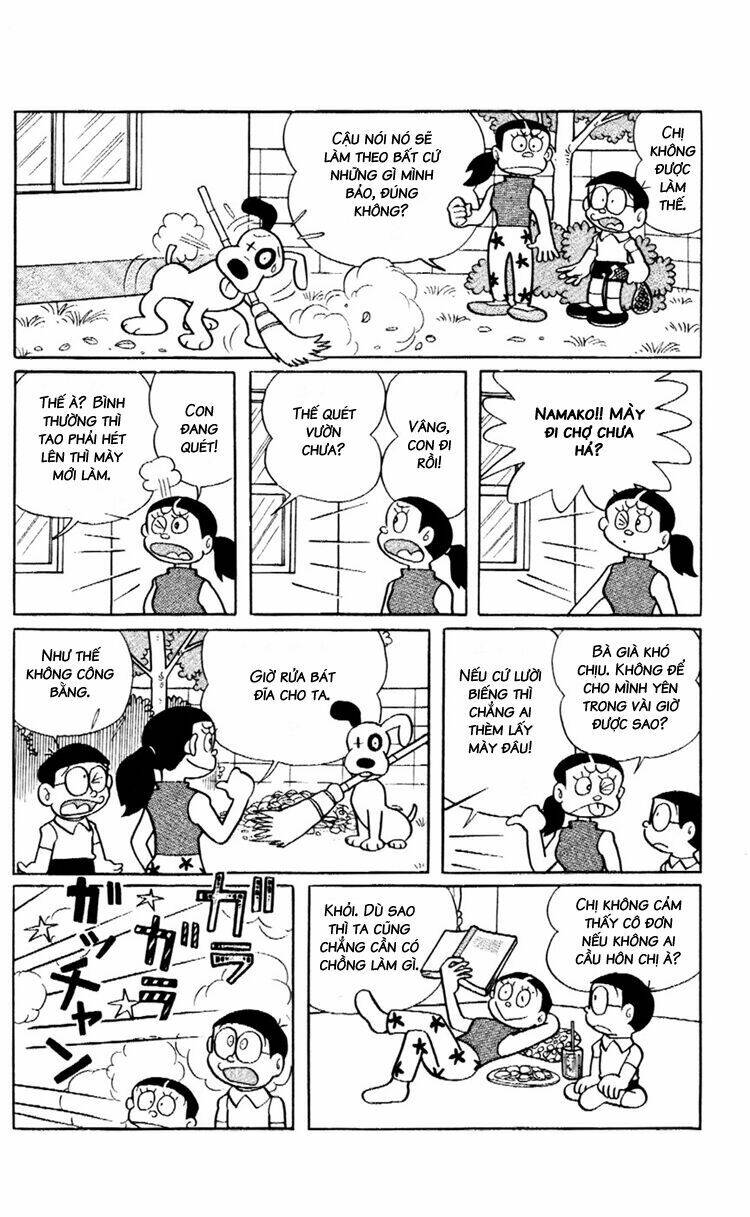 CHỊ
KHÔNG
ĐƯỢC
LÀM
THẾ.
CẬU NÓI NÓ SẼ
LÀM THEO BẤT CỨ
NHỮNG GÌ MÌNH
BẢO, ĐÚNG
KHÔNG?
NAMAKO!! MÀY
ĐI CHỢ CHƯA
HẢ?
VÂNG,
CON ĐI
RỒI!
THẾ QUÉT
VƯỜN
CHƯA?
CON
ĐANG
QUÉT!
THẾ À? BÌNH
THƯỜNG THÌ
TAO PHẢI HÉT
LÊN THÌ MÀY
MỚI LÀM.
BÀ GIÀ KHÓ
CHỊU. KHÔNG ĐỂ
CHO MÌNH YÊN
TRONG VÀI GIỜ
ĐƯỢC SAO?
NẾU CỨ LƯỜI
BIẾNG THÌ
CHẲNG AI
THÈM LẤY
MÀY ĐÂU!
GIỜ RỬA BÁT
ĐĨA CHO TA.
NHƯ THẾ
KHÔNG CÔNG
BẰNG.
CHỊ KHÔNG CẢM
THẤY CÔ ĐƠN
NẾU KHÔNG AI
CẦU HÔN CHỊ À?
KHỎI. DÙ SAO
THÌ TA CŨNG
CHẲNG CẦN CÓ
CHỒNG LÀM GÌ.
ガラ
ガラ
ガッチャン